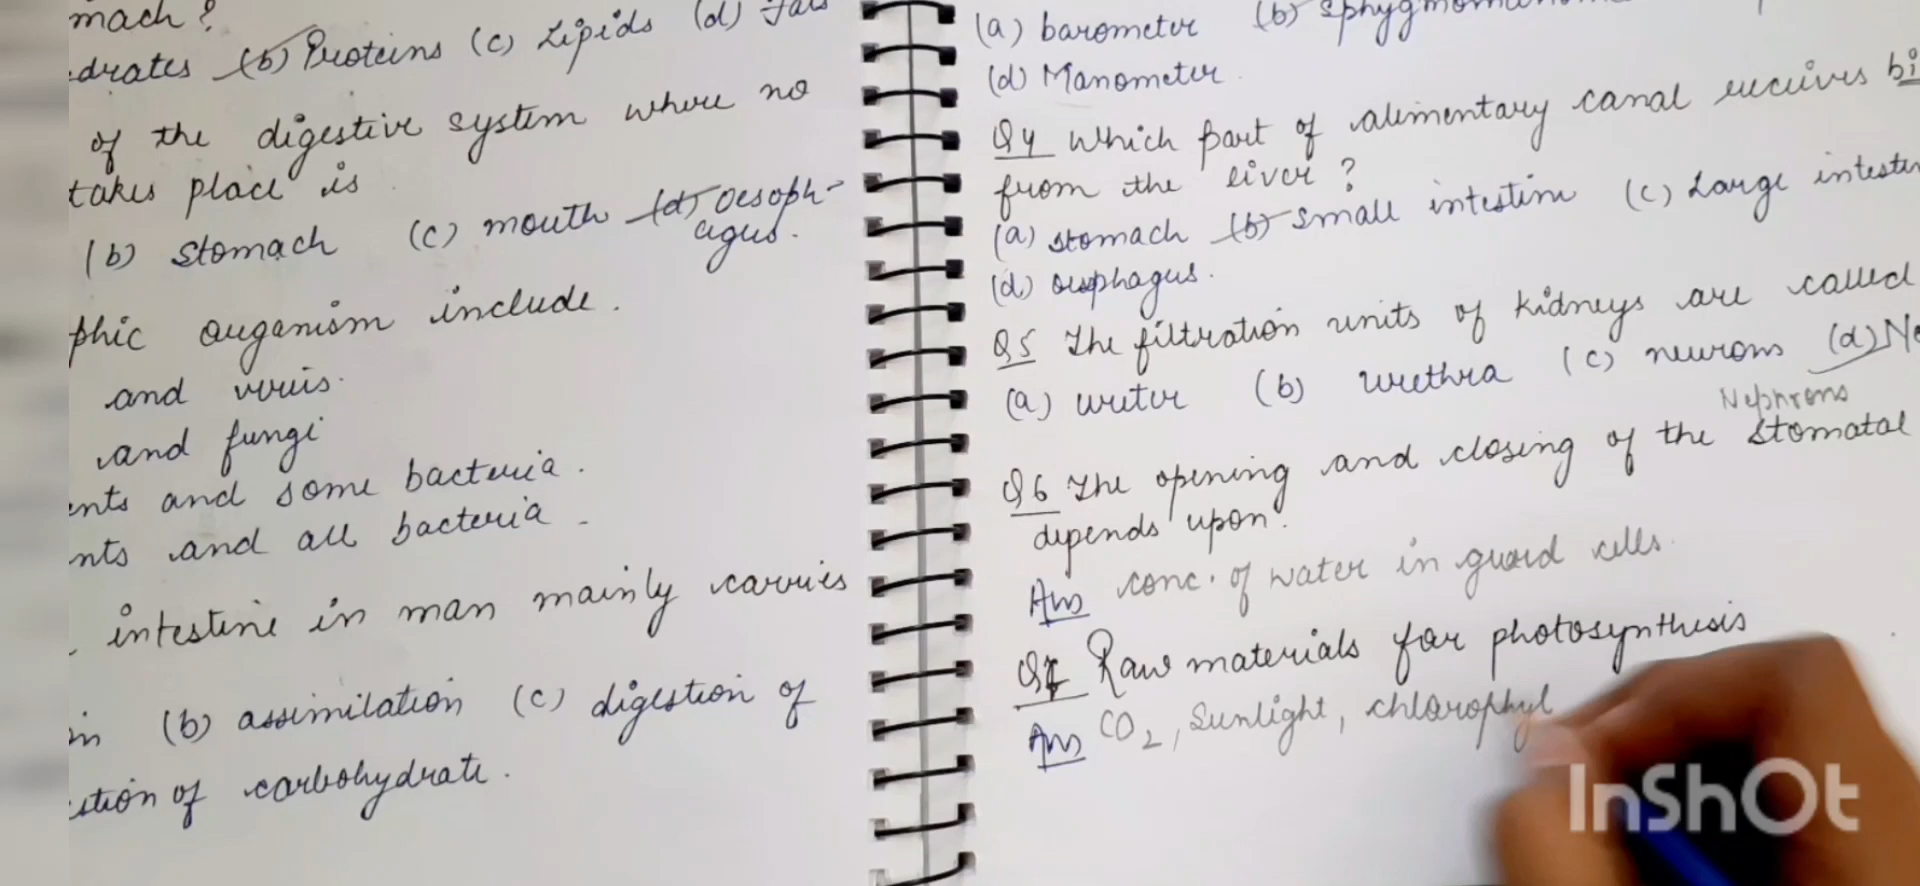 mach?
drates (b) Proteins (c) Lipids (d) Fats
of the digestive system where no
takes place is
(b) stomach (c) mouth (d) Oesoph-
agus.
phic organism include.
and virus.
and fungi
nts and some bacteria.
nts and all bacteria.
intestine in man mainly carries
in (b) assimilation (c) digestion of
stion of carbohydrate.
(a) barometer (b)
(d) Manometer.
Q4 Which part of alimentary canal receives bi
from the liver?
(a) stomach (b) small intestine (c) Large intestin
(d) oesphagus.
Q5 The filtration units of kidneys are called
(a) ureter (b) urethra (c) neurons (d) Ne
Nephrons
Q6 The opening and closing of the stomatal
depends upon.
Ans conc. of water in guard cells.
Q7 Raw materials for photosynthesis
Ans CO2, Sunlight, chlorophyl
InShOt